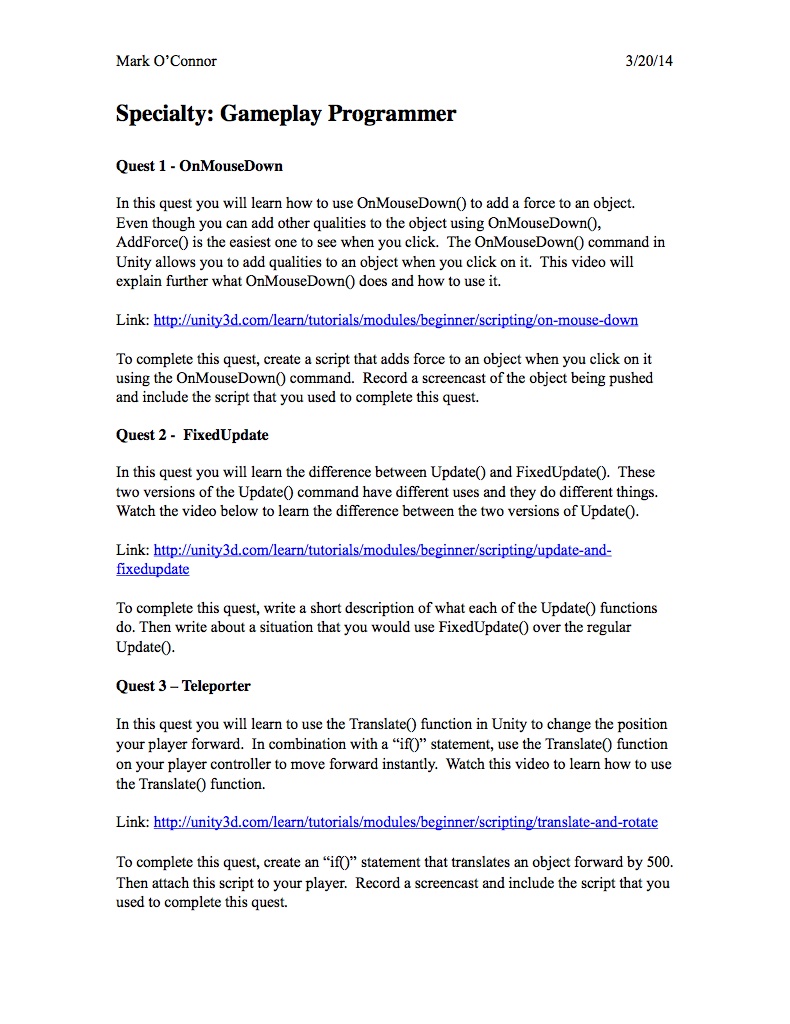 Mark O’Connor 3/20/14
Specialty: Gameplay Programmer
Quest 1 - OnMouseDown
In this quest you will learn how to use OnMouseDown() to add a force to an object.
Even though you can add other qualities to the object using OnMouseDown(),
AddForce() is the easiest one to see when you click.  The OnMouseDown() command in
Unity allows you to add qualities to an object when you click on it.  This video will
explain further what OnMouseDown() does and how to use it.
Link: http://unity3d.com/learn/tutorials/modules/beginner/scripting/on-mouse-down
To complete this quest, create a script that adds force to an object when you click on it
using the OnMouseDown() command.  Record a screencast of the object being pushed
and include the script that you used to complete this quest.
Quest 2 -  FixedUpdate
In this quest you will learn the difference between Update() and FixedUpdate().  These
two versions of the Update() command have different uses and they do different things.
Watch the video below to learn the difference between the two versions of Update().
Link: http://unity3d.com/learn/tutorials/modules/beginner/scripting/update-and-
fixedupdate
To complete this quest, write a short description of what each of the Update() functions
do. Then write about a situation that you would use FixedUpdate() over the regular
Update().
Quest 3 – Teleporter
In this quest you will learn to use the Translate() function in Unity to change the position
your player forward.  In combination with a “if()” statement, use the Translate() function
on your player controller to move forward instantly.  Watch this video to learn how to use
the Translate() function.
Link: http://unity3d.com/learn/tutorials/modules/beginner/scripting/translate-and-rotate
To complete this quest, create an “if()” statement that translates an object forward by 500.
Then attach this script to your player.  Record a screencast and include the script that you
used to complete this quest.